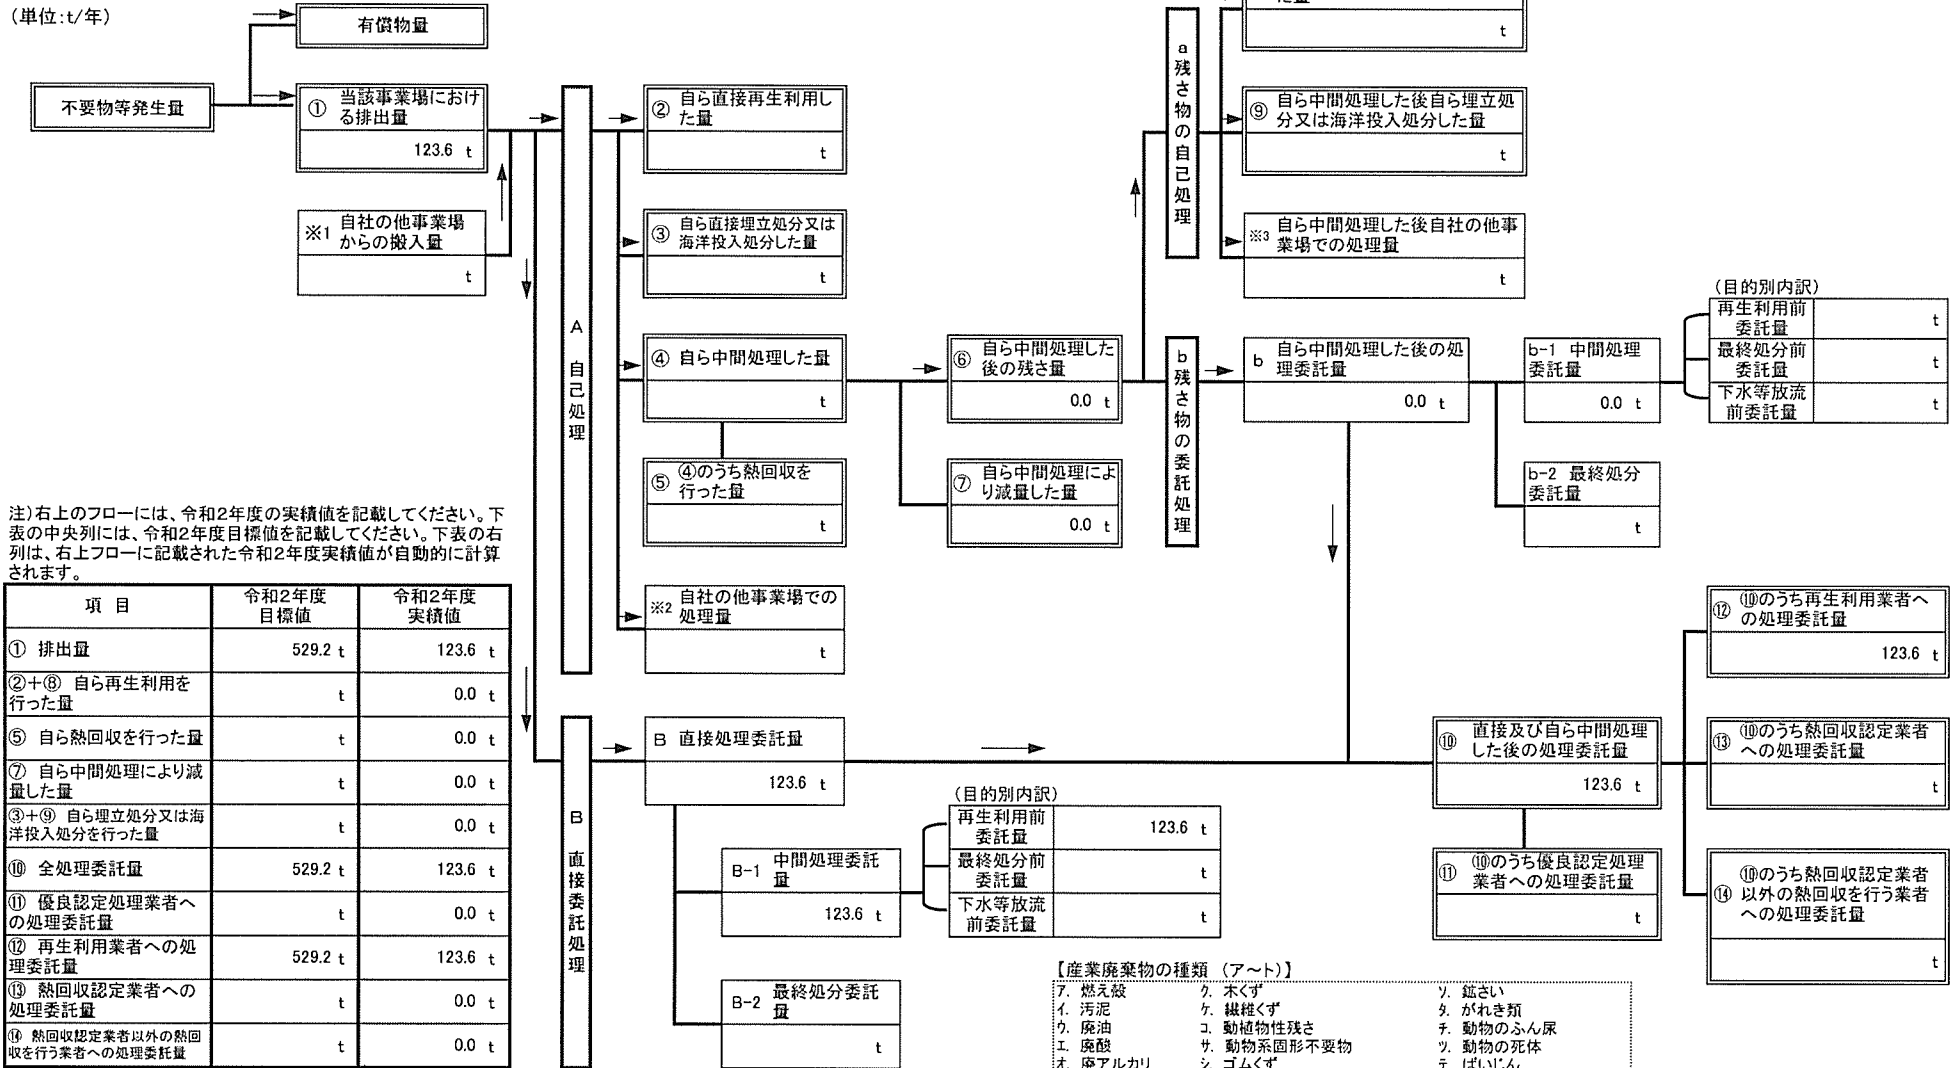 (単位:t/年)
有償物量
不要物等発生量
① 当該事業場におけ
る排出量
123.6 t
※1 自社の他事業場
からの搬入量
t
A 自己処理
② 自ら直接再生利用し
た量
t
③ 自ら直接埋立処分又は
海洋投入処分した量
t
④ 自ら中間処理した量
t
⑤ ④のうち熱回収を
行った量
t
※2 自社の他事業場での
処理量
t
⑥ 自ら中間処理した
後の残さ量
0.0 t
⑦ 自ら中間処理によ
り減量した量
0.0 t
a 残さ物の自己処理
t
⑨ 自ら中間処理した後自ら埋立処
分又は海洋投入処分した量
t
※3 自ら中間処理した後自社の他事
業場での処理量
t
b 残さ物の委託処理
b 自ら中間処理した後の処
理委託量
0.0 t
b-1 中間処理
委託量
0.0 t
(目的別内訳)
再生利用前
委託量
t
最終処分前
委託量
t
下水等放流
前委託量
t
b-2 最終処分
委託量
t
注)右上のフローには、令和2年度の実績値を記載してください。下
表の中央列には、令和2年度目標値を記載してください。下表の右
列は、右上フローに記載された令和2年度実績値が自動的に計算
されます。
項 目 令和2年度目標値 令和2年度実績値
① 排出量 529.2 t 123.6 t
②+⑧ 自ら再生利用を
行った量 t 0.0 t
⑤ 自ら熱回収を行った量 t 0.0 t
⑦ 自ら中間処理により減
量した量 t 0.0 t
③+⑨ 自ら埋立処分又は海
洋投入処分を行った量 t 0.0 t
⑩ 全処理委託量 529.2 t 123.6 t
⑪ 優良認定処理業者へ
の処理委託量 t 0.0 t
⑫ 再生利用業者への処
理委託量 529.2 t 123.6 t
⑬ 熱回収認定業者への
処理委託量 t 0.0 t
⑭ 熱回収認定業者以外の熱回
収を行う業者への処理委託量 t 0.0 t
B 直接委託処理
B 直接処理委託量
123.6 t
B-1 中間処理委託
量
123.6 t
(目的別内訳)
再生利用前
委託量
123.6 t
最終処分前
委託量
t
下水等放流
前委託量
t
B-2 最終処分委託
量
t
⑩ 直接及び自ら中間処理
した後の処理委託量
123.6 t
⑪ ⑩のうち優良認定処理
業者への処理委託量
t
⑫ ⑩のうち再生利用業者へ
の処理委託量
123.6 t
⑬ ⑩のうち熱回収認定業者
への処理委託量
t
⑭ ⑩のうち熱回収認定業者
以外の熱回収を行う業者
への処理委託量
t
【産業廃棄物の種類 (ア~ト)】
ア. 燃え殻 ク. 木くず ソ. 鉱さい
イ. 汚泥 ケ. 繊維くず タ. がれき類
ウ. 廃油 コ. 動植物性残さ チ. 動物のふん尿
エ. 廃酸 サ. 動物系固形不要物 ツ. 動物の死体
オ. 廃アルカリ シ. ゴムくず テ. ばいじん